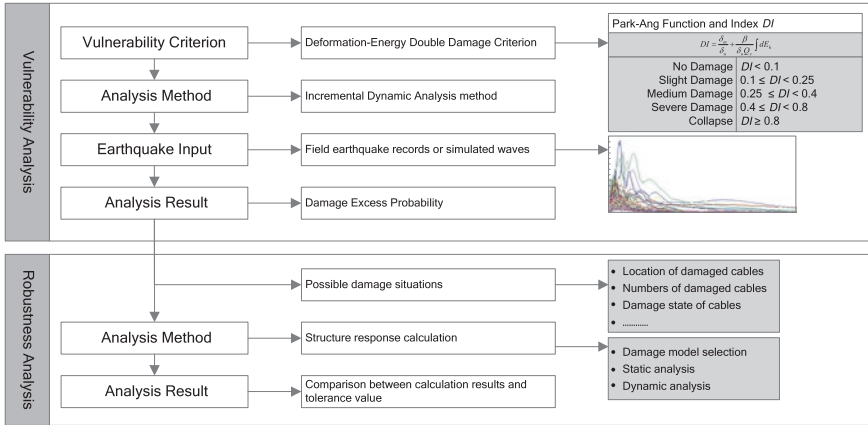 Vulnerability Analysis
Vulnerability Criterion
Deformation-Energy Double Damage Criterion
Park-Ang Function and Index DI
DI = δm/δu + β/(δuQy) ∫ dEh
No Damage DI < 0.1
Slight Damage 0.1 ≤ DI < 0.25
Medium Damage 0.25 ≤ DI < 0.4
Severe Damage 0.4 ≤ DI < 0.8
Collapse DI ≥ 0.8
Analysis Method
Incremental Dynamic Analysis method
Earthquake Input
Field earthquake records or simulated waves
Analysis Result
Damage Excess Probability
Robustness Analysis
Possible damage situations
• Location of damaged cables
• Numbers of damaged cables
• Damage state of cables
• ............
Analysis Method
Structure response calculation
• Damage model selection
• Static analysis
• Dynamic analysis
Analysis Result
Comparison between calculation results and
tolerance value